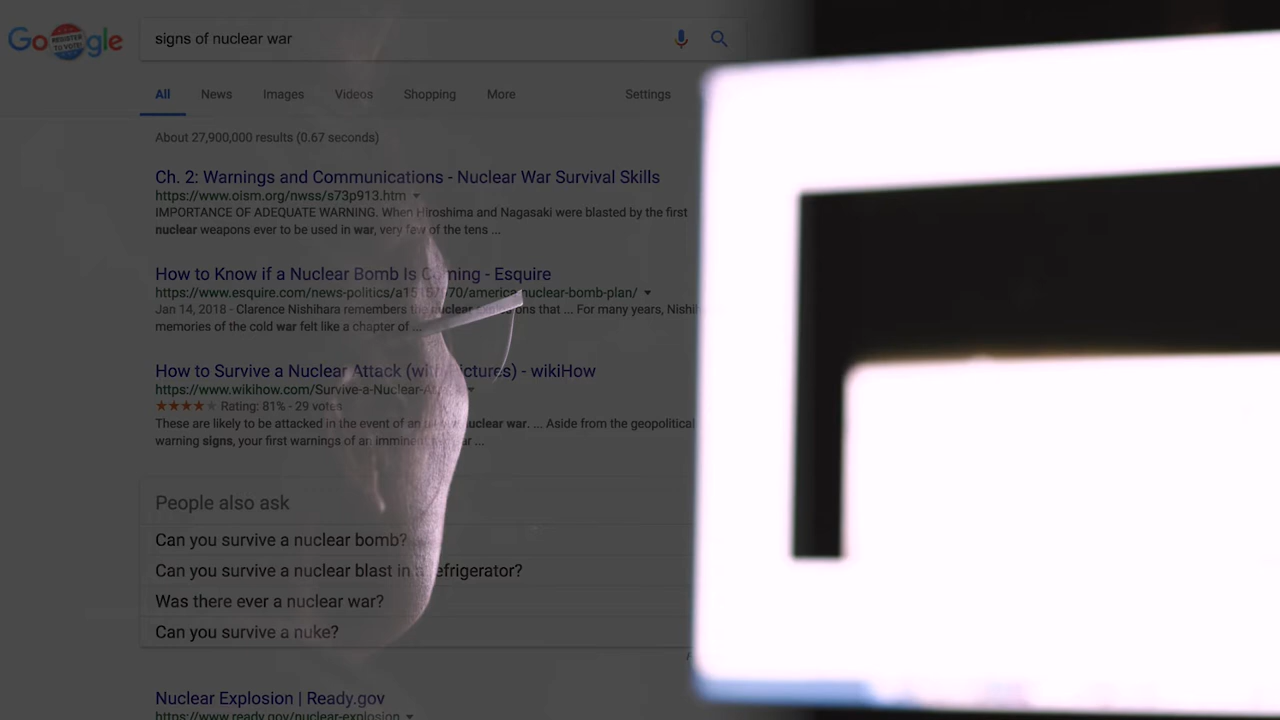 Google
REGISTER TO VOTE!
signs of nuclear war
All News Images Videos Shopping More Settings
About 27,900,000 results (0.67 seconds)
Ch. 2: Warnings and Communications - Nuclear War Survival Skills
https://www.oism.org/nwss/s73p913.htm
IMPORTANCE OF ADEQUATE WARNING. When Hiroshima and Nagasaki were blasted by the first
nuclear weapons ever to be used in war, very few of the tens ...
How to Know if a Nuclear Bomb Is Coming - Esquire
https://www.esquire.com/news-politics/a1515/970/america-nuclear-bomb-plan/
Jan 14, 2018 - Clarence Nishihara remembers the nuclear explosions that ... For many years, Nishih
memories of the cold war felt like a chapter of ...
How to Survive a Nuclear Attack (with Pictures) - wikiHow
https://www.wikihow.com/Survive-a-Nuclear-At
Rating: 81% - 29 votes
These are likely to be attacked in the event of an nuclear war. ... Aside from the geopolitical
warning signs, your first warnings of an imminent ...
People also ask
Can you survive a nuclear bomb?
Can you survive a nuclear blast in a refrigerator?
Was there ever a nuclear war?
Can you survive a nuke?
Nuclear Explosion | Ready.gov
https://www.ready.gov/nuclear-explosion